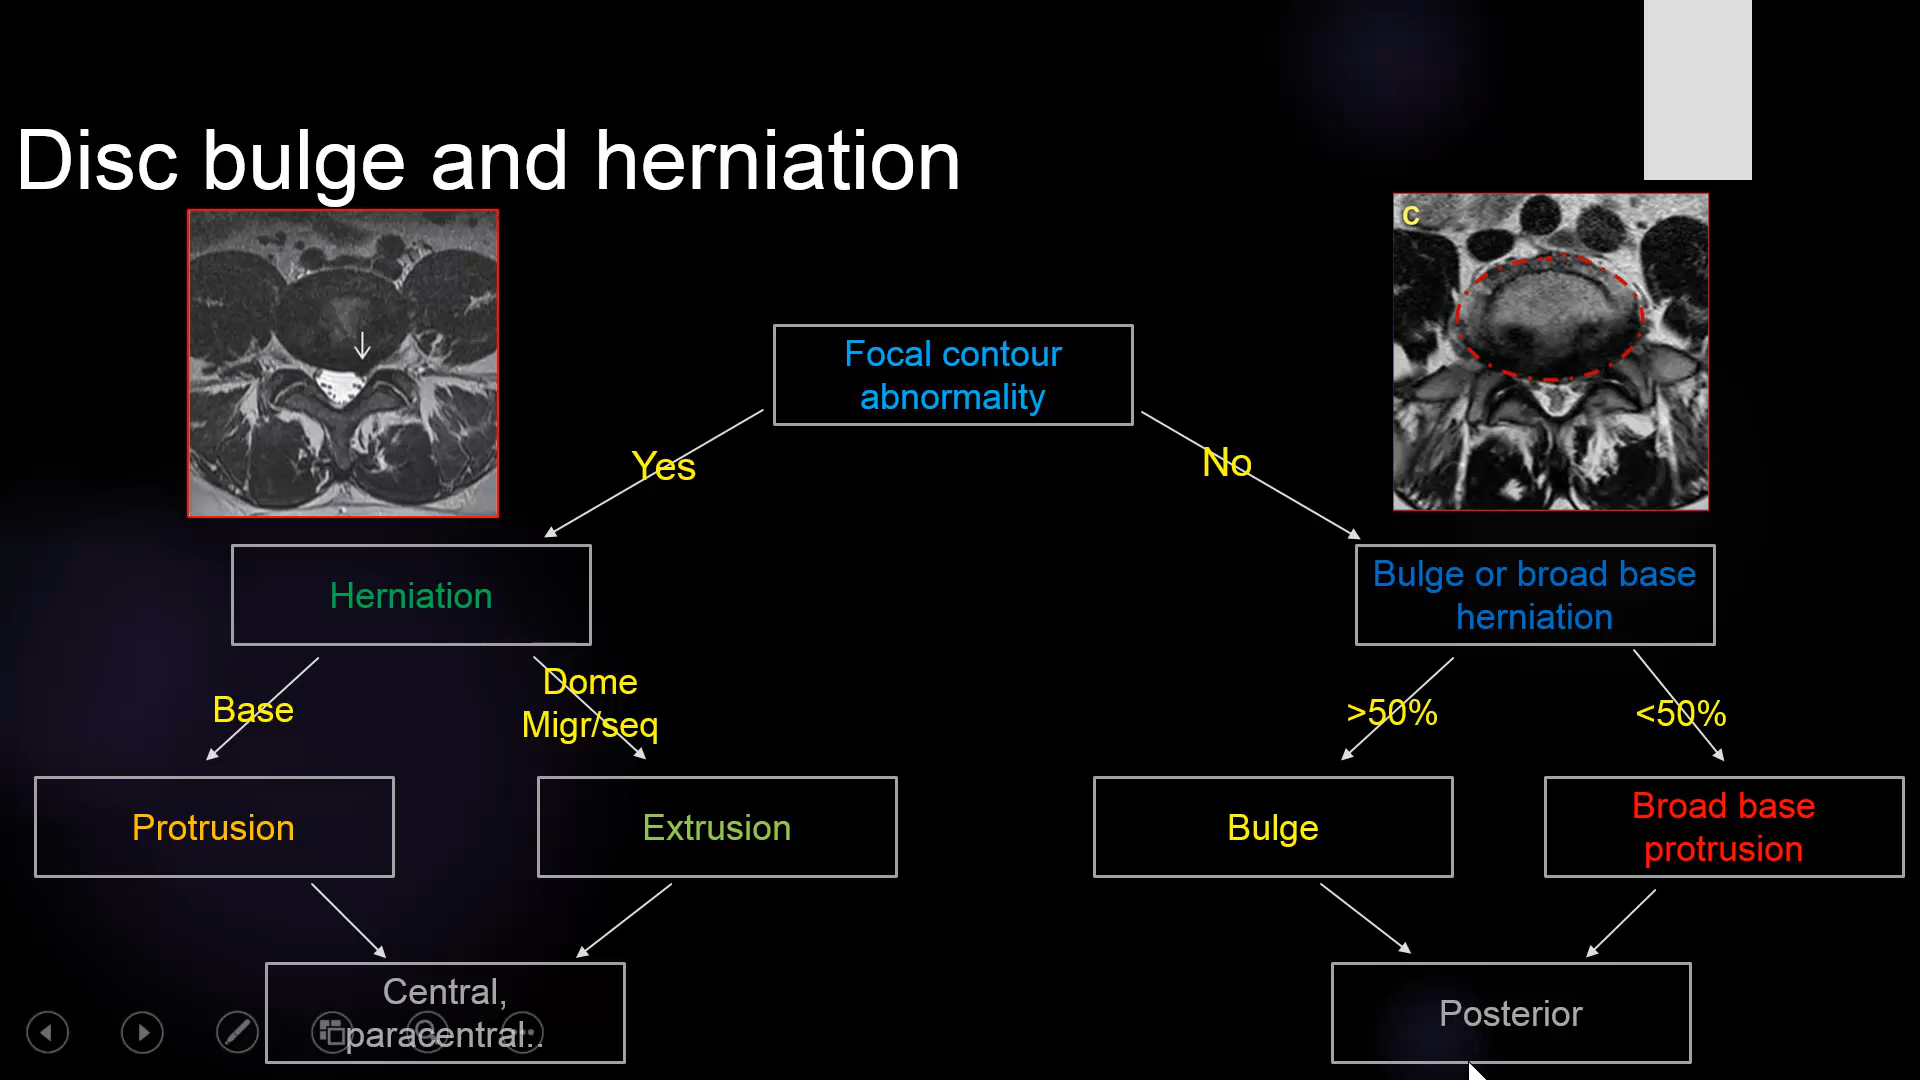 Disc bulge and herniation
C
Focal contour
abnormality
Yes
No
Herniation
Bulge or broad base
herniation
Base
Dome
Migr/seq
>50%
<50%
Protrusion
Extrusion
Bulge
Broad base
protrusion
Central,
paracentral..
Posterior